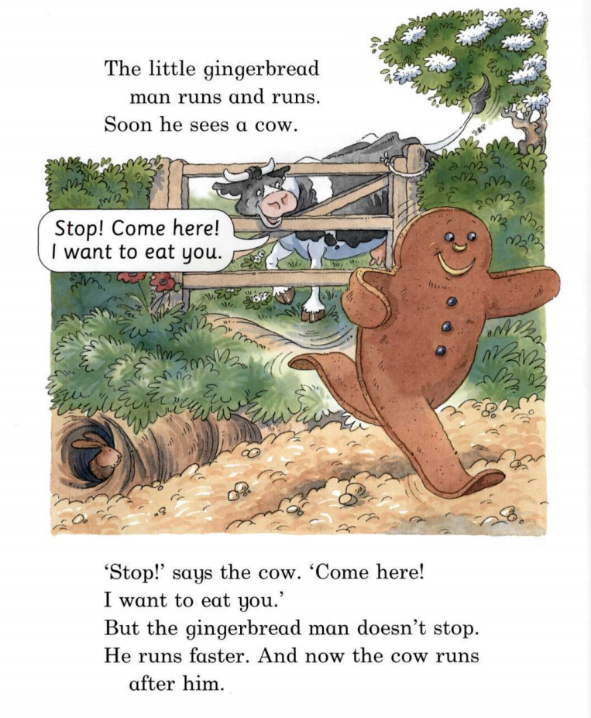 The little gingerbread
man runs and runs.
Soon he sees a cow.
Stop! Come here!
I want to eat you.
‘Stop!’ says the cow. ‘Come here!
I want to eat you.’
But the gingerbread man doesn’t stop.
He runs faster. And now the cow runs
after him.